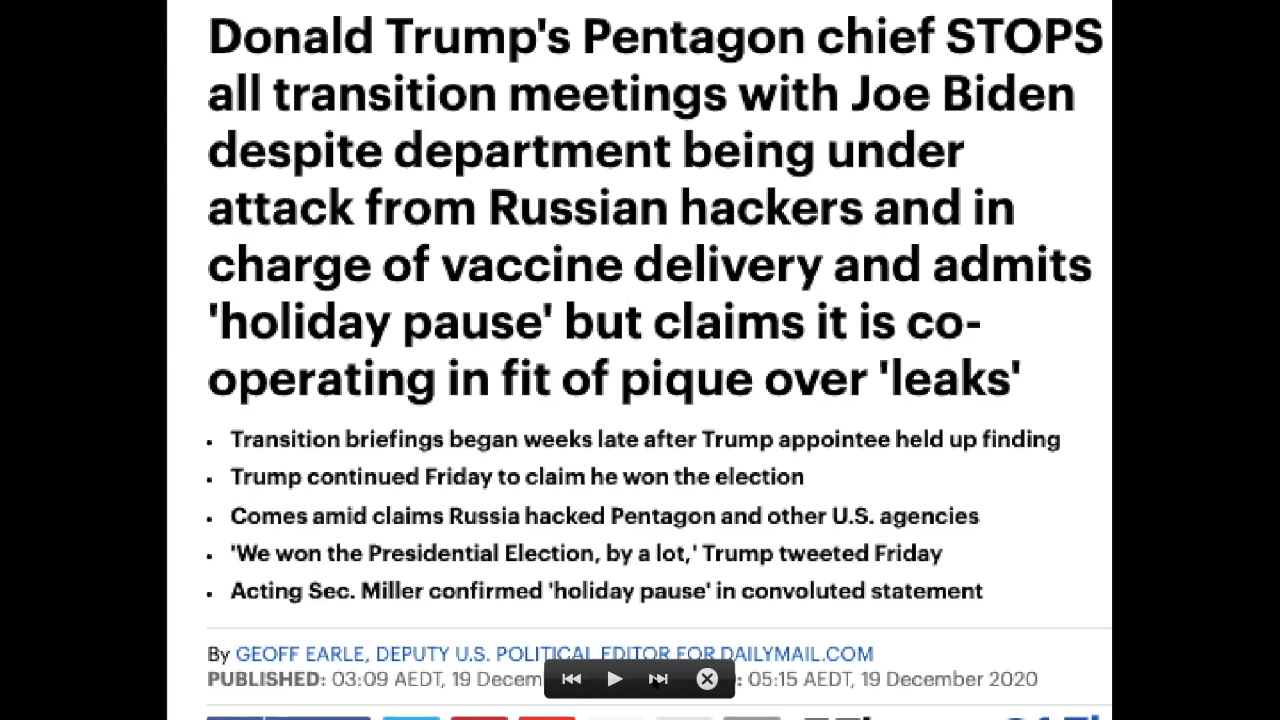 Donald Trump's Pentagon chief STOPS
all transition meetings with Joe Biden
despite department being under
attack from Russian hackers and in
charge of vaccine delivery and admits
'holiday pause' but claims it is co-
operating in fit of pique over 'leaks'
• Transition briefings began weeks late after Trump appointee held up finding
• Trump continued Friday to claim he won the election
• Comes amid claims Russia hacked Pentagon and other U.S. agencies
• 'We won the Presidential Election, by a lot,' Trump tweeted Friday
• Acting Sec. Miller confirmed 'holiday pause' in convoluted statement
By GEOFF EARLE, DEPUTY U.S. POLITICAL EDITOR FOR DAILYMAIL.COM
PUBLISHED: 03:09 AEDT, 19 Decem : 05:15 AEDT, 19 December 2020